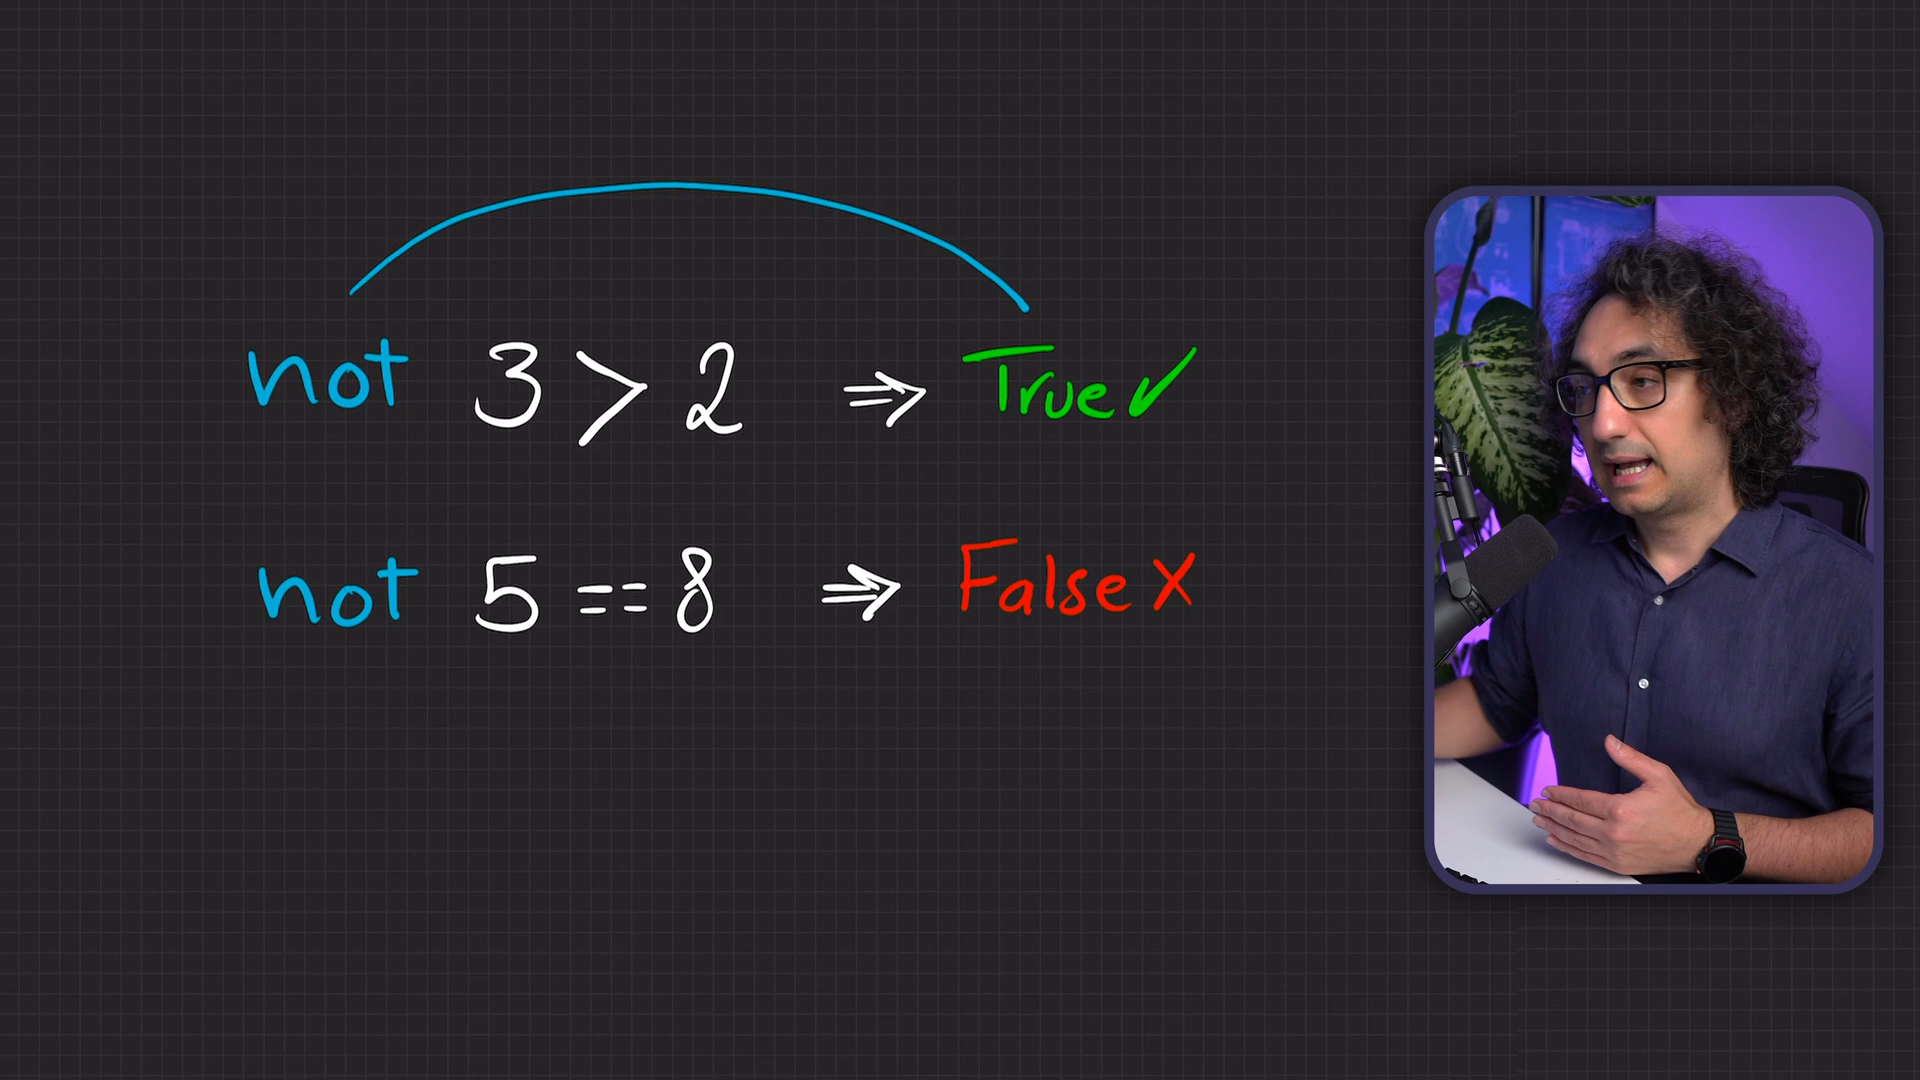 not 3 > 2 ⇒ True ✓
not 5 == 8 ⇒ False X